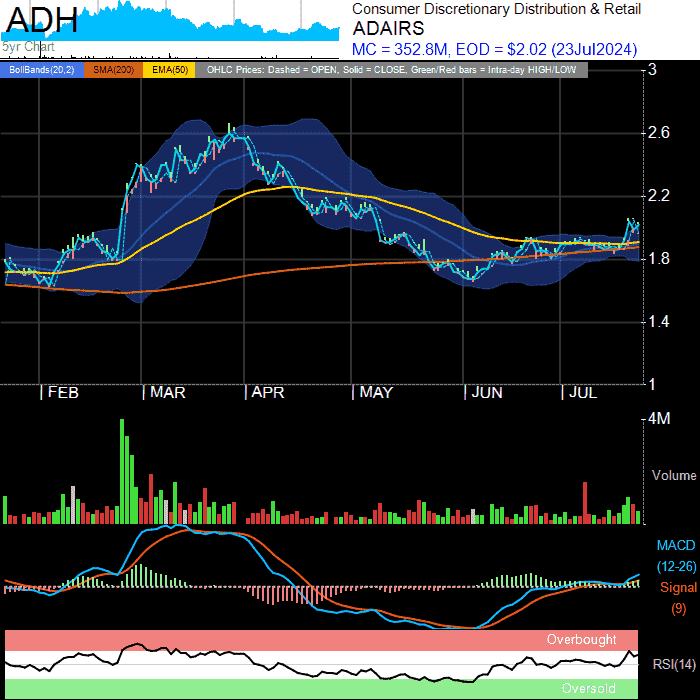 ADH
5yr Chart
Consumer Discretionary Distribution & Retail
ADAIRS
MC = 352.8M, EOD = $2.02 (23Jul2024)
BollBands(20,2) SMA(200) EMA(50) OHLC Prices: Dashed = OPEN, Solid = CLOSE, Green/Red bars = Intra-day HIGH/LOW
3
2.6
2.2
1.8
1.4
1
| FEB | MAR | APR | MAY | JUN | JUL
4M
Volume
MACD
(12-26)
Signal
(9)
Overbought
RSI(14)
Oversold